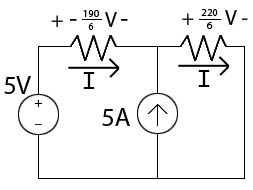 + - 190/6 V -
+ 220/6 V -
I
I
5V
+
-
5A